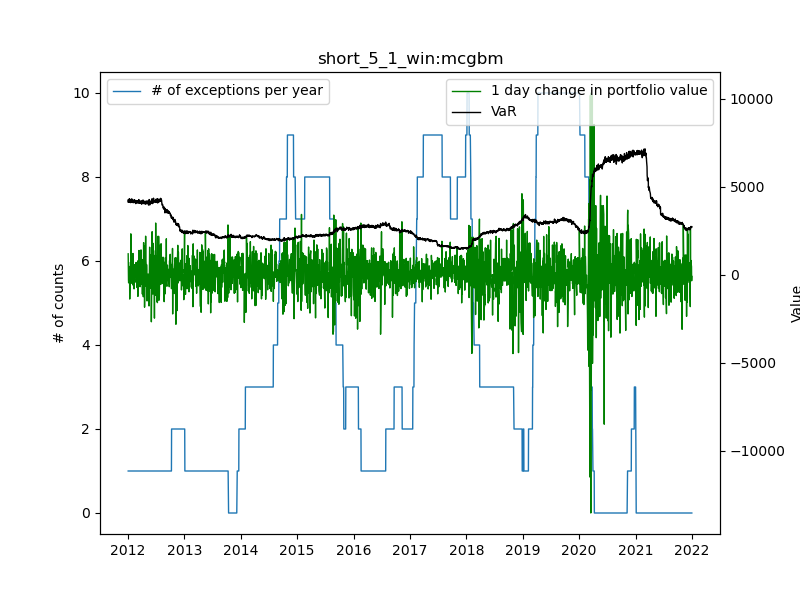 short_5_1_win:mcgbm
# of exceptions per year
1 day change in portfolio value
VaR
10
8
6
4
2
0
# of counts
10000
5000
0
−5000
−10000
Value
2012 2013 2014 2015 2016 2017 2018 2019 2020 2021 2022